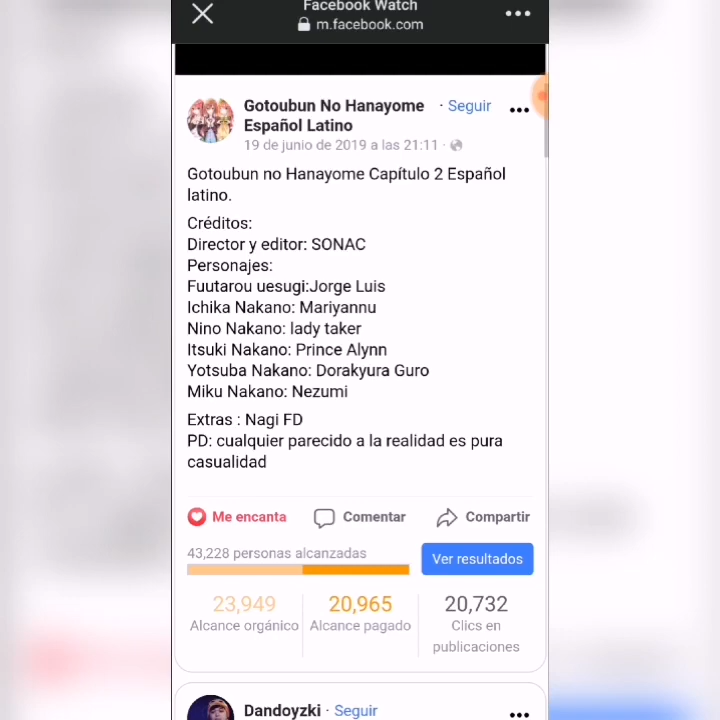 Facebook Watch
m.facebook.com
Gotoubun No Hanayome · Seguir
Español Latino
19 de junio de 2019 a las 21:11 ·
Gotoubun no Hanayome Capítulo 2 Español
latino.
Créditos:
Director y editor: SONAC
Personajes:
Fuutarou uesugi:Jorge Luis
Ichika Nakano: Mariyannu
Nino Nakano: lady taker
Itsuki Nakano: Prince Alynn
Yotsuba Nakano: Dorakyura Guro
Miku Nakano: Nezumi
Extras : Nagi FD
PD: cualquier parecido a la realidad es pura
casualidad
Me encanta Comentar Compartir
43,228 personas alcanzadas
Ver resultados
23,949 20,965 20,732
Alcance orgánico Alcance pagado Clics en
publicaciones
Dandoyzki · Seguir